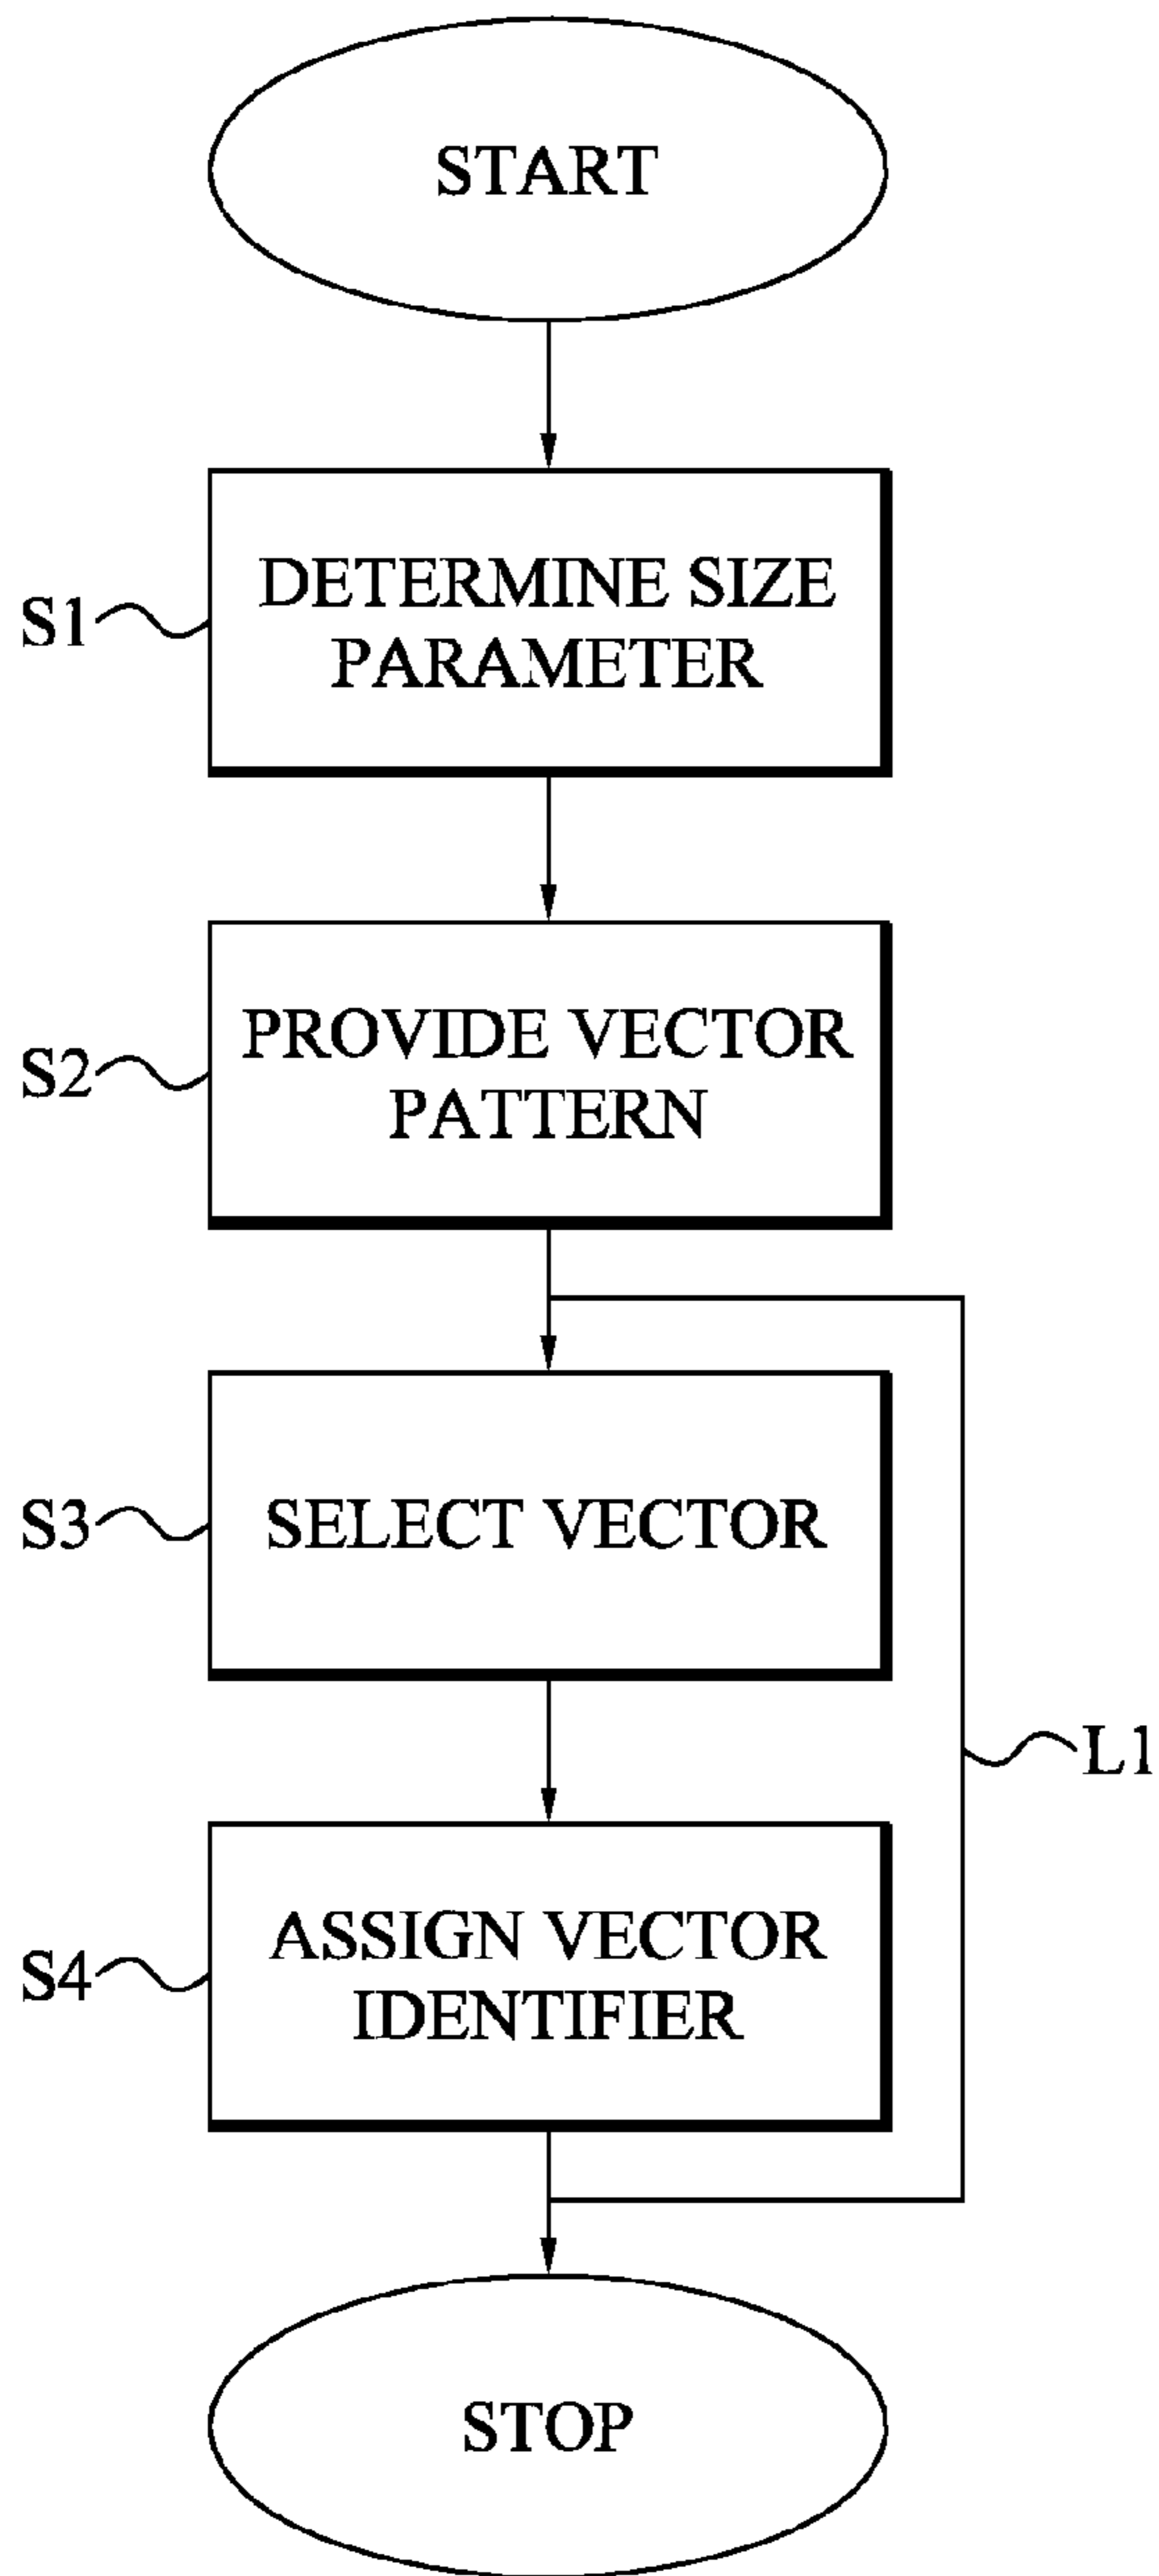 START
S1
DETERMINE SIZE
PARAMETER
S2
PROVIDE VECTOR
PATTERN
S3
SELECT VECTOR
L1
S4
ASSIGN VECTOR
IDENTIFIER
STOP